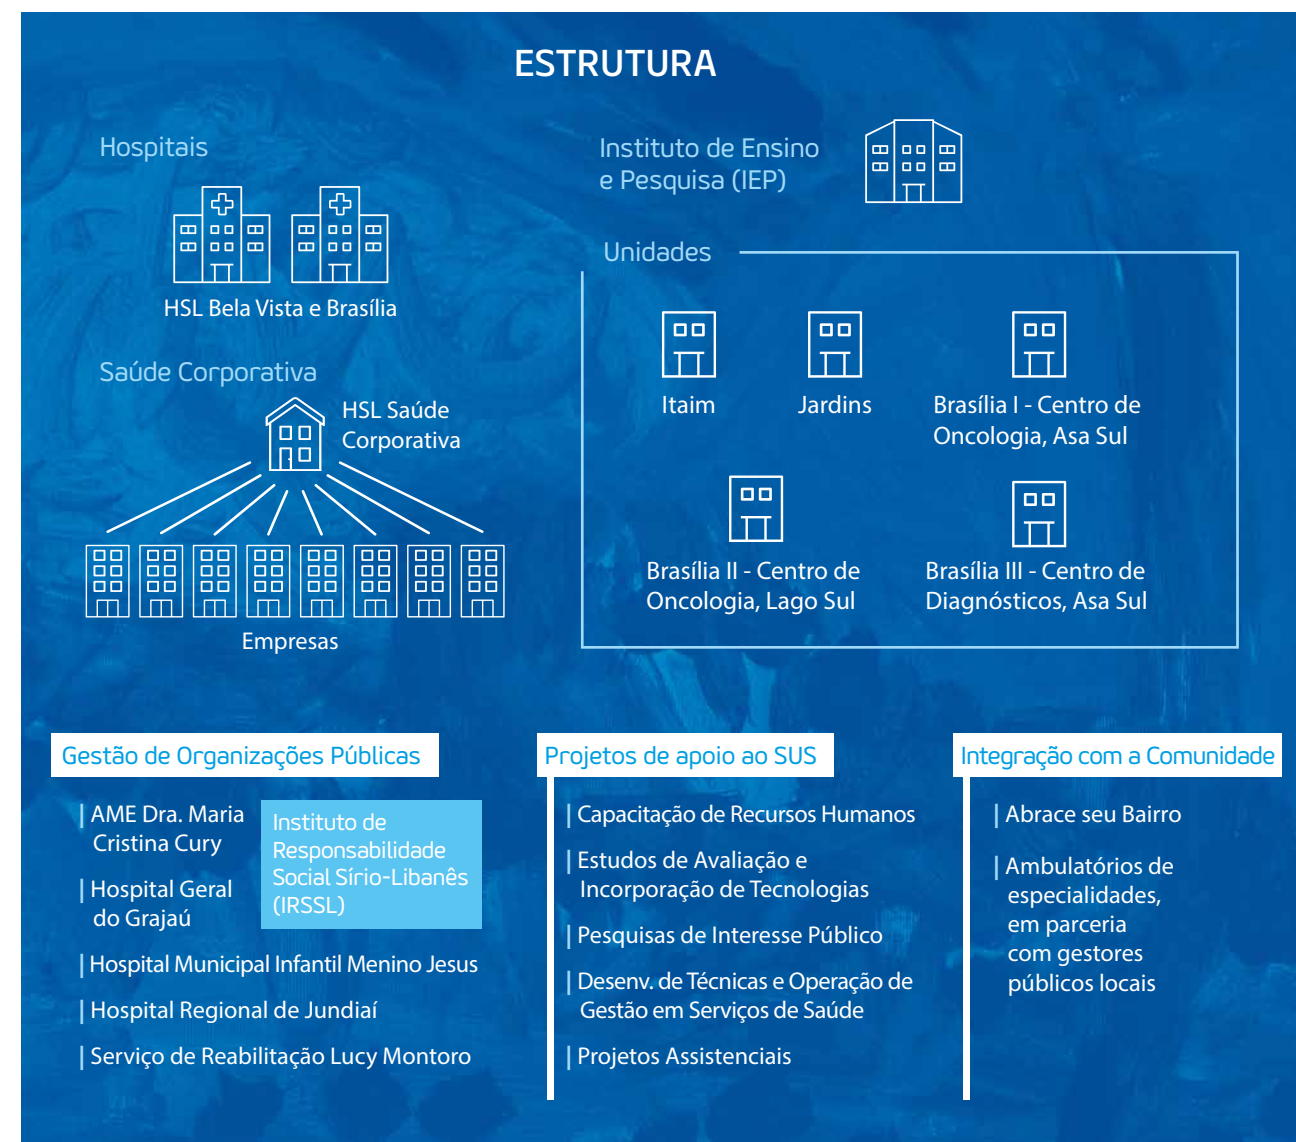 ESTRUTURA
Hospitais
HSL Bela Vista e Brasília
Saúde Corporativa
HSL Saúde
Corporativa
Empresas
Instituto de Ensino
e Pesquisa (IEP)
Unidades
Itaim
Jardins
Brasília I - Centro de
Oncologia, Asa Sul
Brasília II - Centro de
Oncologia, Lago Sul
Brasília III - Centro de
Diagnósticos, Asa Sul
Gestão de Organizações Públicas
| AME Dra. Maria
Cristina Cury
| Hospital Geral
do Grajaú
| Hospital Municipal Infantil Menino Jesus
| Hospital Regional de Jundiaí
| Serviço de Reabilitação Lucy Montoro
Instituto de
Responsabilidade
Social Sírio-Libanês
(IRSSL)
Projetos de apoio ao SUS
| Capacitação de Recursos Humanos
| Estudos de Avaliação e
Incorporação de Tecnologias
| Pesquisas de Interesse Público
| Desenv. de Técnicas e Operação de
Gestão em Serviços de Saúde
| Projetos Assistenciais
Integração com a Comunidade
| Abrace seu Bairro
| Ambulatórios de
especialidades,
em parceria
com gestores
públicos locais